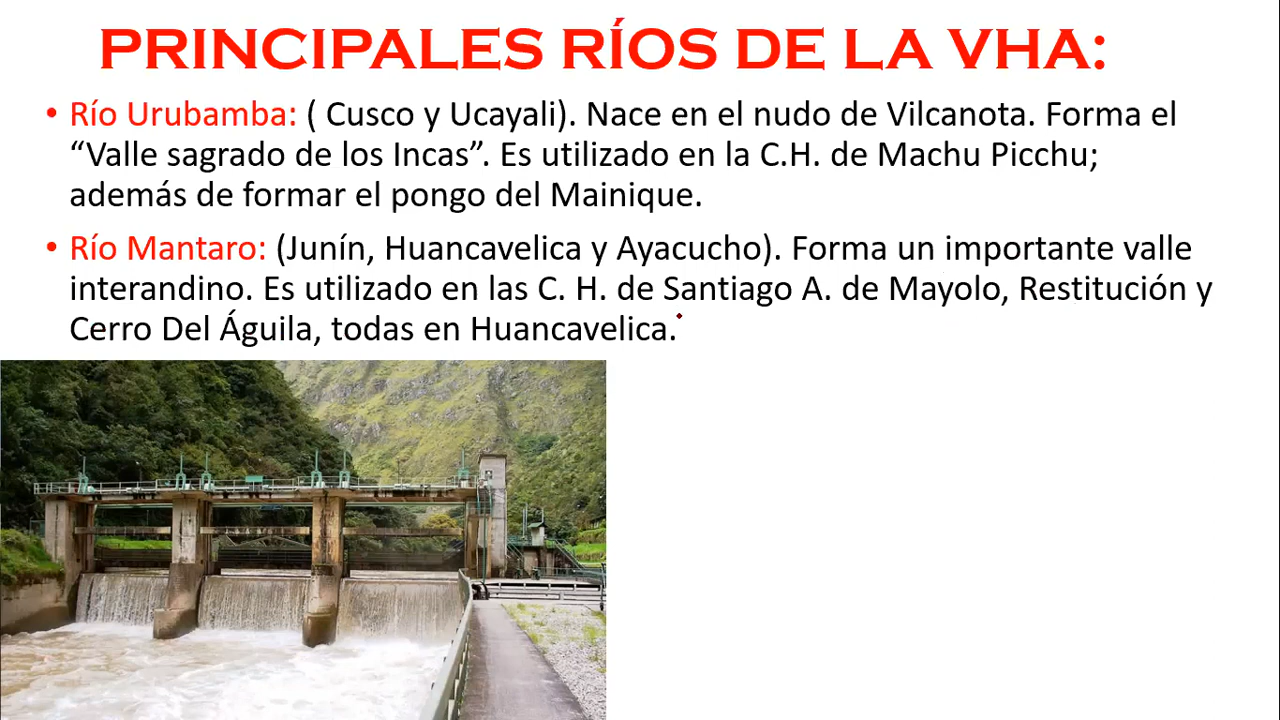 PRINCIPALES RÍOS DE LA VHA:
• Río Urubamba: ( Cusco y Ucayali). Nace en el nudo de Vilcanota. Forma el
“Valle sagrado de los Incas”. Es utilizado en la C.H. de Machu Picchu;
además de formar el pongo del Mainique.
• Río Mantaro: (Junín, Huancavelica y Ayacucho). Forma un importante valle
interandino. Es utilizado en las C. H. de Santiago A. de Mayolo, Restitución y
Cerro Del Águila, todas en Huancavelica.